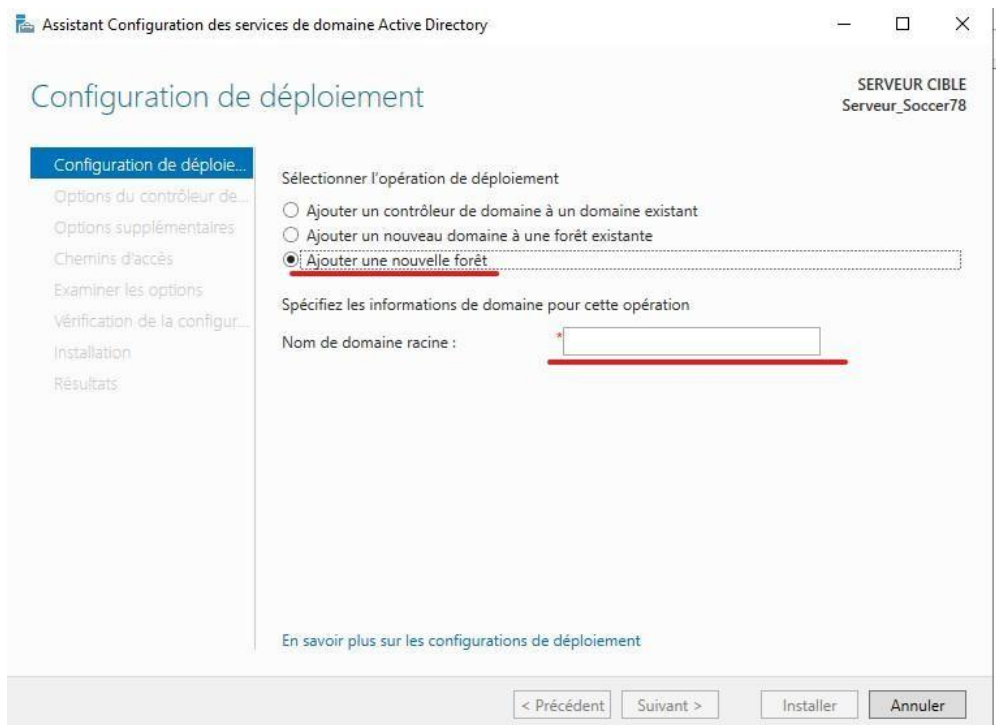 Assistant Configuration des services de domaine Active Directory
Configuration de déploiement
SERVEUR CIBLE
Serveur_Soccer78
Configuration de déploie...
Options du contrôleur de...
Options supplémentaires
Chemins d'accès
Examiner les options
Vérification de la configur...
Installation
Résultats
Sélectionner l'opération de déploiement
Ajouter un contrôleur de domaine à un domaine existant
Ajouter un nouveau domaine à une forêt existante
Ajouter une nouvelle forêt
Spécifiez les informations de domaine pour cette opération
Nom de domaine racine : *
En savoir plus sur les configurations de déploiement
< Précédent Suivant > Installer Annuler